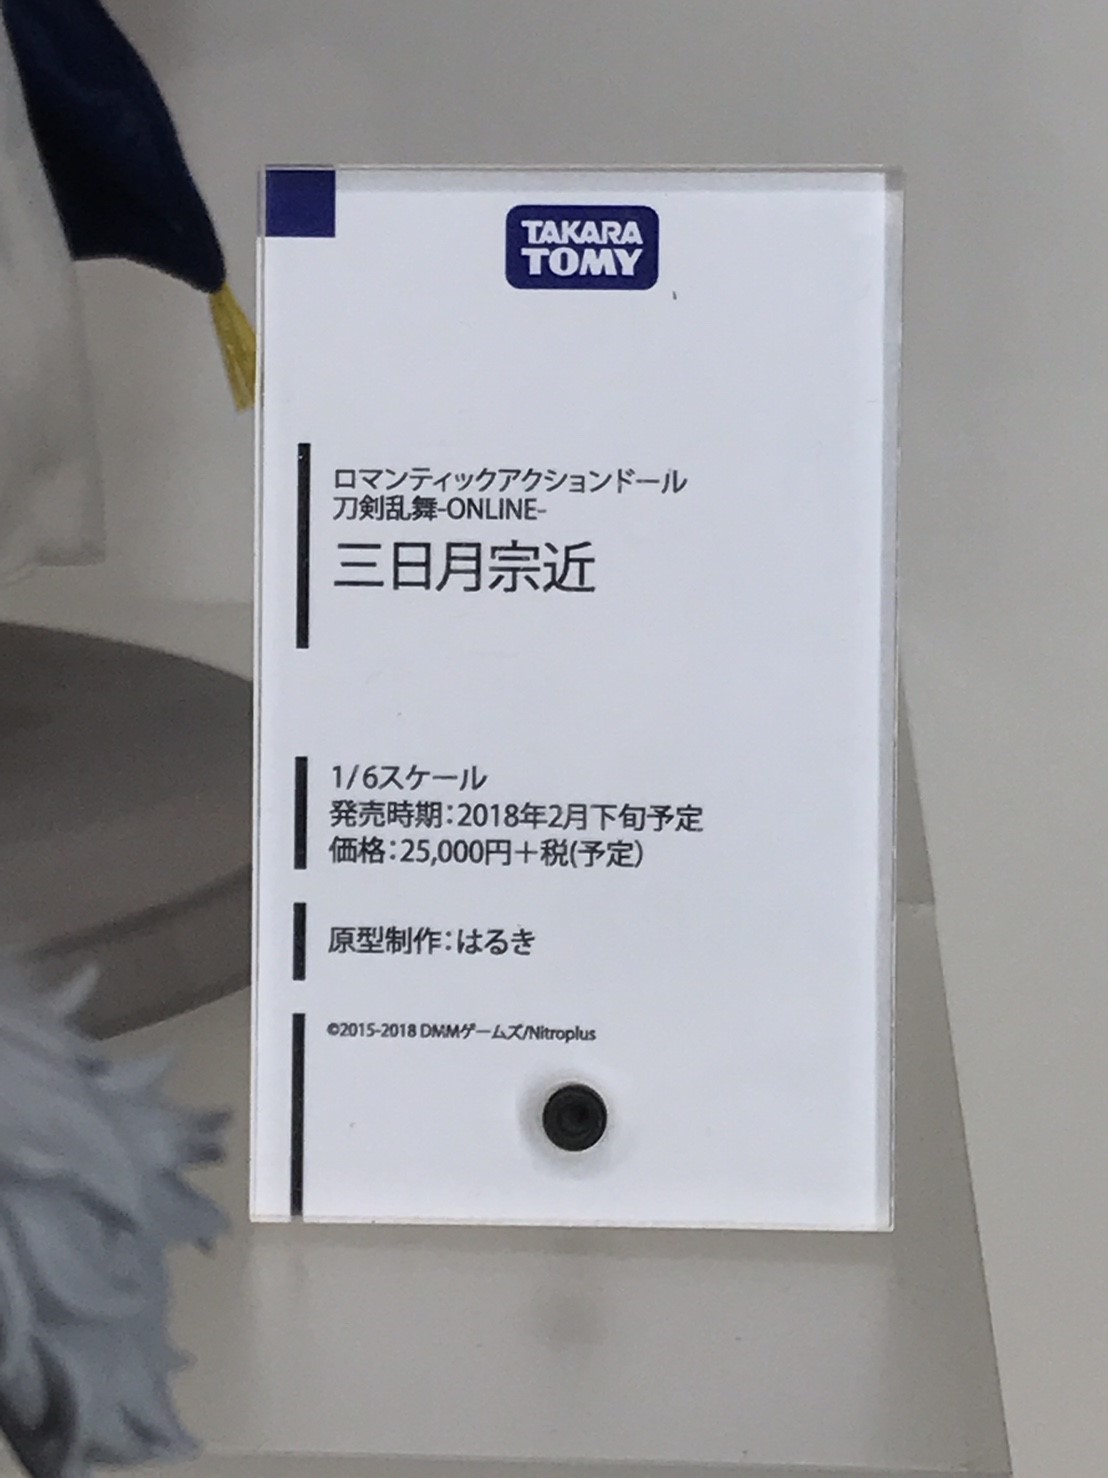 TAKARA
TOMY
ロマンティックアクションドール
刀剣乱舞-ONLINE-
三日月宗近
1/6スケール
発売時期：2018年2月下旬予定
価格：25,000円＋税(予定)
原型制作：はるき
©2015-2018 DMMゲームズ/Nitroplus